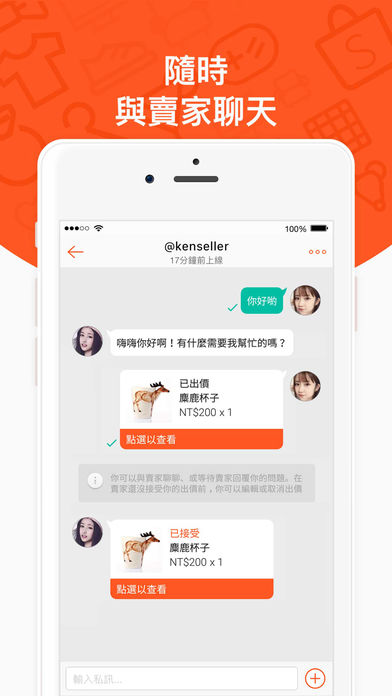 隨時
與賣家聊天
100%
@kenseller
17分鐘前上線
你好喲
嗨嗨你好啊！有什麼需要我幫忙的嗎？
已出價
麋鹿杯子
NT$200 x 1
點選以查看
你可以與賣家聊聊、或等待賣家回覆你的問題。在
賣家還沒接受你的出價前，你可以編輯或取消出價
已接受
麋鹿杯子
NT$200 x 1
點選以查看
輸入私訊...